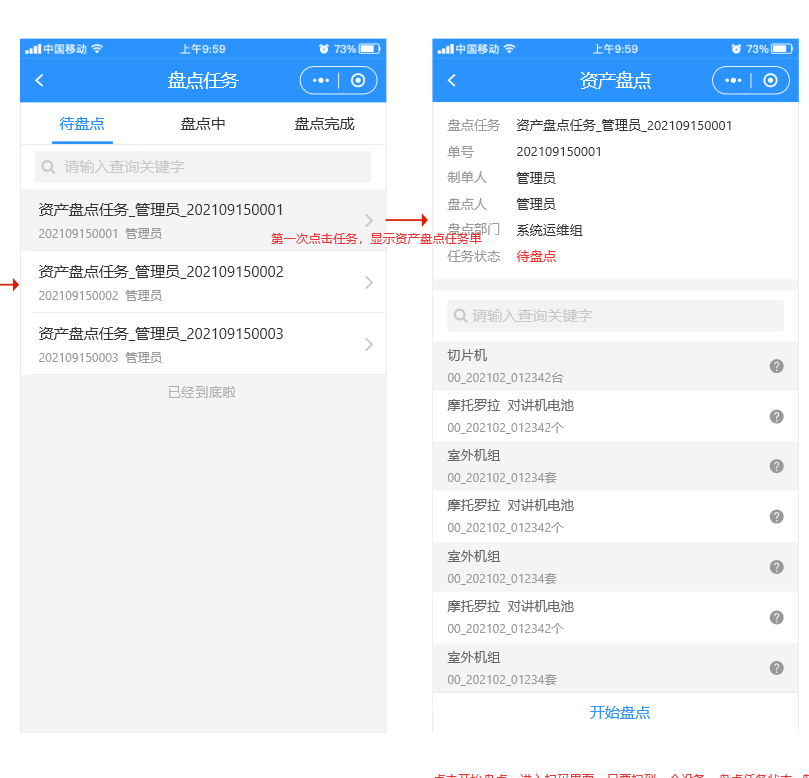 中国移动 上午9:59 73%
盘点任务
待盘点 盘点中 盘点完成
请输入查询关键字
资产盘点任务_管理员_202109150001
202109150001 管理员
资产盘点任务_管理员_202109150002
202109150002 管理员
资产盘点任务_管理员_202109150003
202109150003 管理员
已经到底啦
第一次点击任务，显示资产盘点任务单
中国移动 上午9:59 73%
资产盘点
盘点任务 资产盘点任务_管理员_202109150001
单号 202109150001
制单人 管理员
盘点人 管理员
盘点部门 系统运维组
任务状态 待盘点
请输入查询关键字
切片机
00_202102_012342台
摩托罗拉 对讲机电池
00_202102_012342个
室外机组
00_202102_01234套
摩托罗拉 对讲机电池
00_202102_012342个
室外机组
00_202102_01234套
摩托罗拉 对讲机电池
00_202102_012342个
室外机组
00_202102_01234套
开始盘点